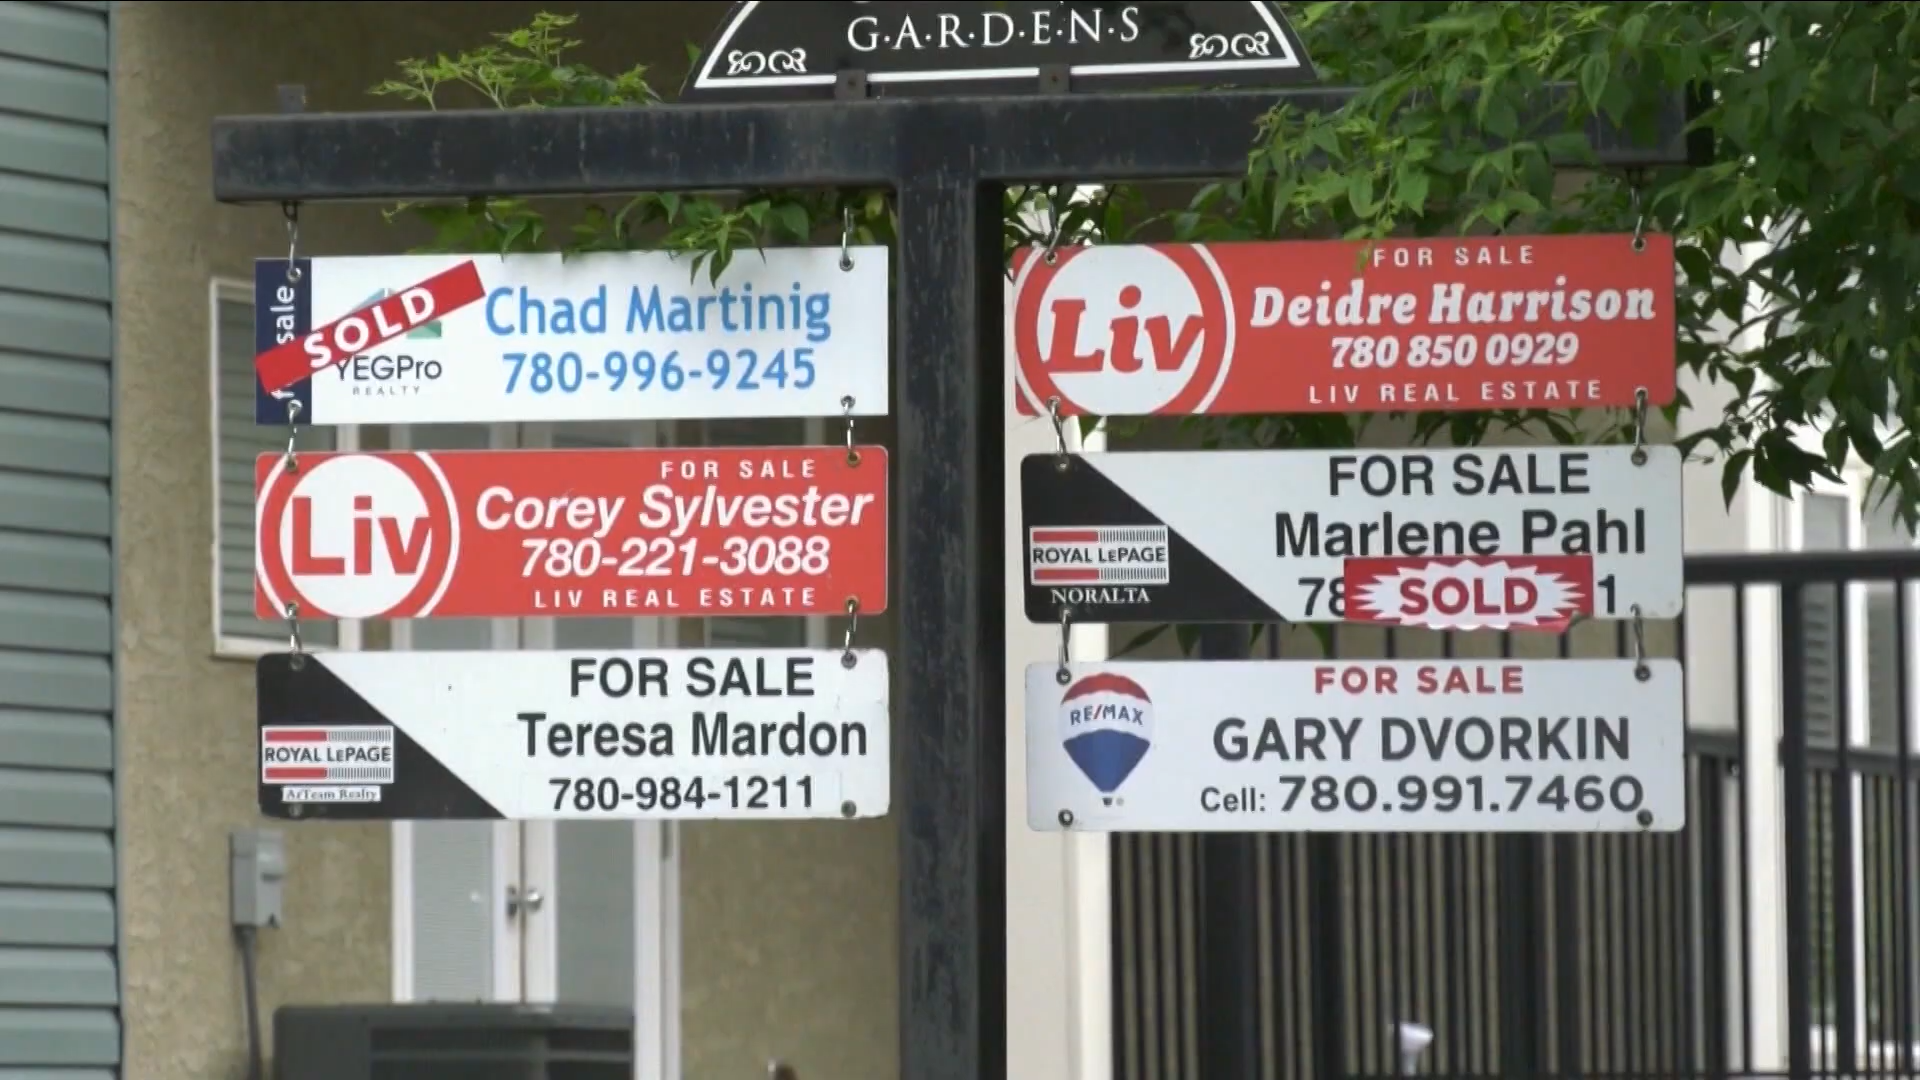 G·A·R·D·E·N·S
sale
SOLD
YEGPro
REALTY
Chad Martinig
780-996-9245
Liv
FOR SALE
Corey Sylvester
780-221-3088
LIV REAL ESTATE
FOR SALE
Teresa Mardon
780-984-1211
ROYAL LEPAGE
ArTeam Realty
Liv
FOR SALE
Deidre Harrison
780 850 0929
LIV REAL ESTATE
FOR SALE
Marlene Pahl
78 SOLD 1
ROYAL LEPAGE
NORALTA
RE/MAX
FOR SALE
GARY DVORKIN
Cell: 780.991.7460